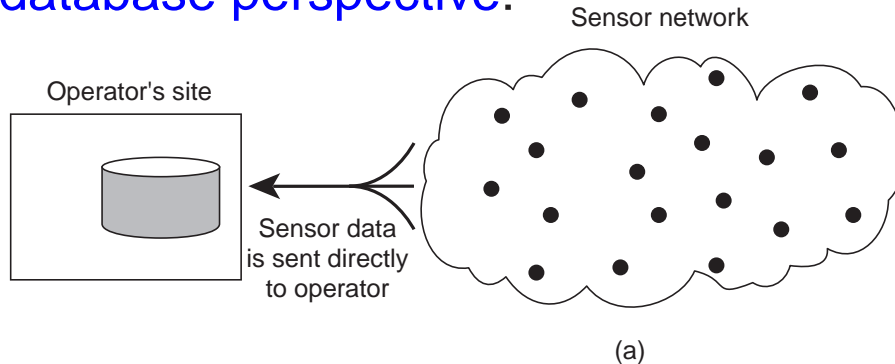 database perspective.
Sensor network
Operator's site
Sensor data
is sent directly
to operator
(a)